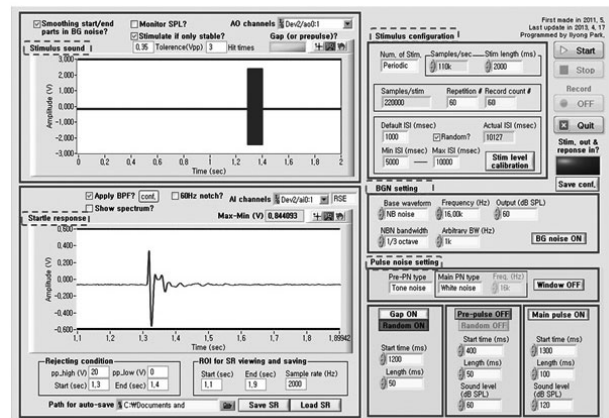 First made in 2011, 5,
Last update in 2013, 4, 17
Programmed by Ilyong Park,
Smoothing start/end
parts in BG noise?
Monitor SPL?
AO channels
Dev2/ao0:1
Stimulate if only stable?
0,35 Tolerance(Vpp) 3 Hit times
Gap (or prepulse)?
Stimulus sound
Amplitude (V)
3.000
2.000
1.000
0.000
-1.000
-2.000
-3.000
0 0,2 0,4 0,6 0,8 1 1,2 1,4 1,6 1,8 2
Time (sec)
Apply BPF? conf.
60Hz notch?
AI channels
Dev2/ai0:1 RSE
Show spectrum?
Startle response
Max-Min (V) 0,844093
Amplitude (V)
0.600
0.400
0.200
0.000
-0.200
-0.400
-0.600
1,1 1,2 1,3 1,4 1,5 1,6 1,7 1,8 1,89942
Time (sec)
Rejecting condition
pp_high (V) 20 pp_low (V) 0
Start (sec) 1,3 End (sec) 1,4
ROI for SR viewing and saving
Start (sec) End (sec) Sample rate (Hz)
1,1 1,9 2000
Path for auto-save C:₩Documents and
Save SR
Load SR
Stimulus configuration
Num, of Stim, Samples/sec Stim length (ms)
Periodic 110k 2000
Samples/stim Repetition # Record count #
220000 60 60
Default ISI (msec) Actual ISI (msec)
1000 Random? 10127
Min ISI (msec) Max ISI (msec)
5000 10000
Stim level
calibration
Start
Stop
Record
OFF
Quit
Stim, out &
reponse in?
Save conf.
BGN setting
Base waveform Frequency (Hz) Output (dB SPL)
NB noise 16,00k 60
NBN bandwidth Arbitrary BW (Hz)
1/3 octave 1k
BG noise ON
Pulse noise setting
Pre-PN type Main PN type Freq, (Hz)
Tone noise White noise 16k
Window OFF
Gap ON
Random ON
Start time (ms)
1200
Length (ms)
50
Pre-pulse OFF
Random OFF
Start time (ms)
400
Length (ms)
50
Sound level
(dB SPL)
60
Main pulse ON
Start time (ms)
1300
Length (ms)
100
Sound level
(dB SPL)
120